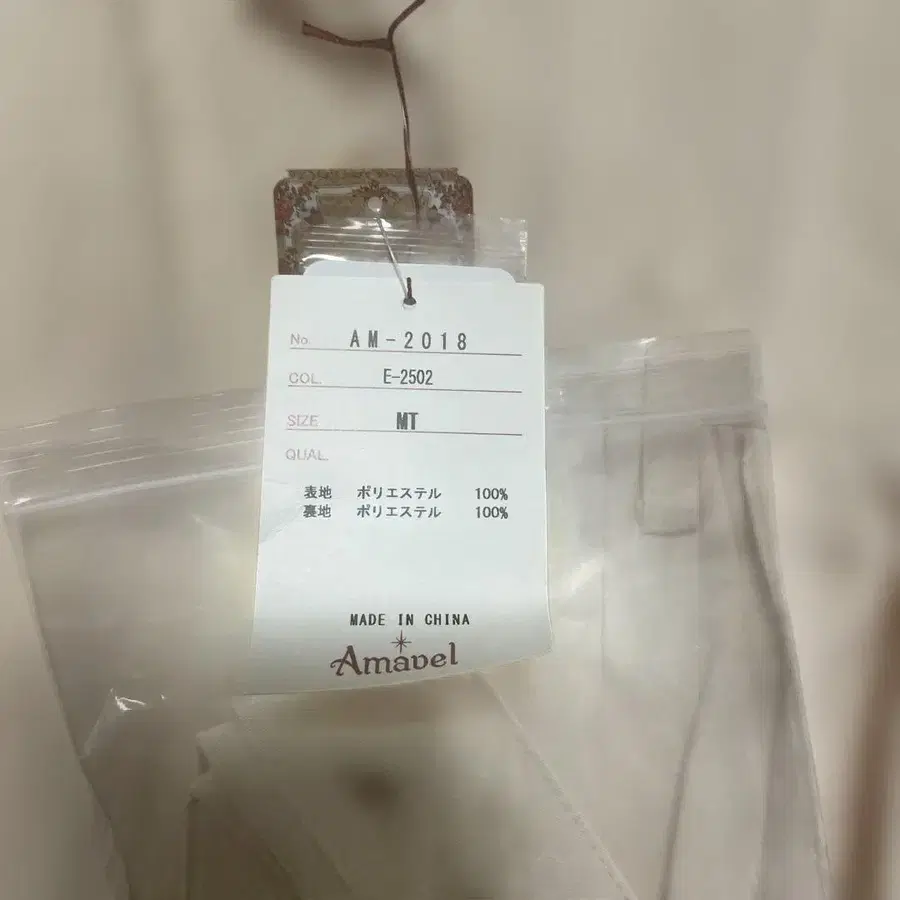 No. AM-2018
COL. E-2502
SIZE MT
QUAL.
表地 ポリエステル 100%
裏地 ポリエステル 100%
MADE IN CHINA
Amavel